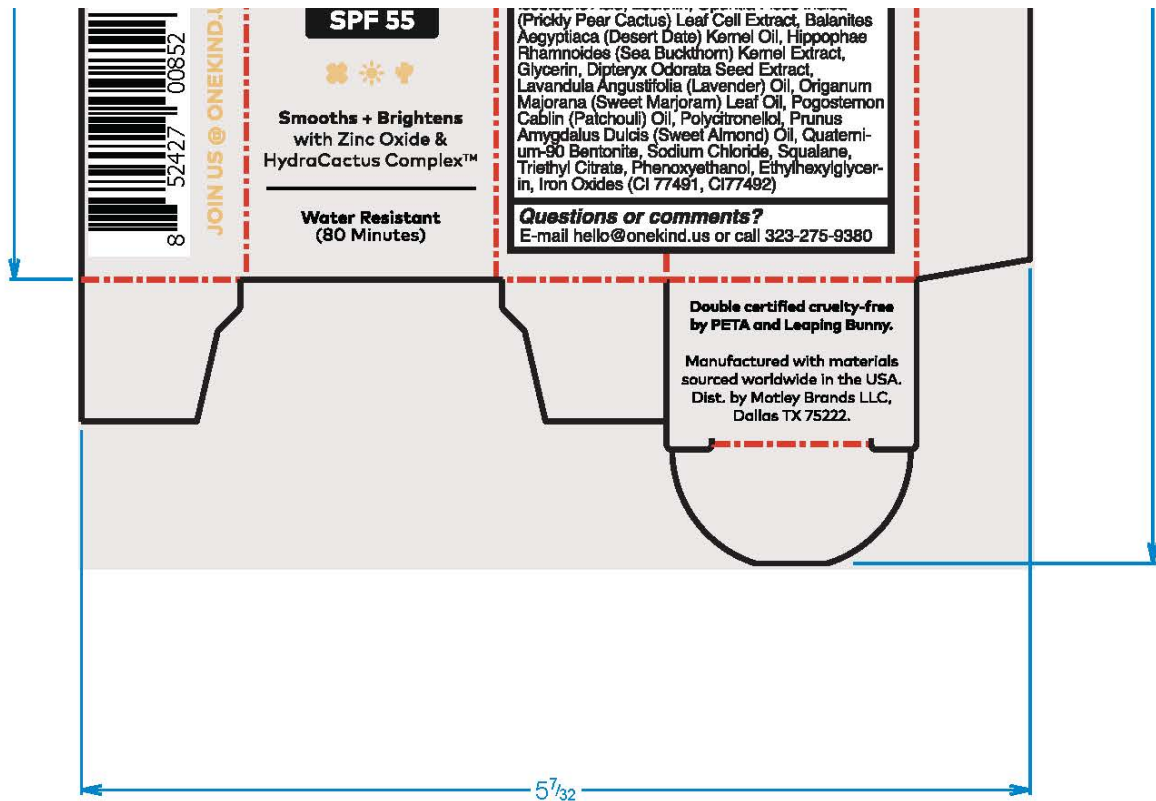 8 52427 00852
JOIN US @ ONEKIND.
SPF 55
Smooths + Brightens
with Zinc Oxide &
HydraCactus Complex™
Water Resistant
(80 Minutes)
(Prickly Pear Cactus) Leaf Cell Extract, Balanites
Aegyptiaca (Desert Date) Kernel Oil, Hippophae
Rhamnoides (Sea Buckthorn) Kernel Extract,
Glycerin, Dipteryx Odorata Seed Extract,
Lavandula Angustifolia (Lavender) Oil, Origanum
Majorana (Sweet Marjoram) Leaf Oil, Pogostemon
Cablin (Patchouli) Oil, Polycitronellol, Prunus
Amygdalus Dulcis (Sweet Almond) Oil, Quaterni-
um-90 Bentonite, Sodium Chloride, Squalane,
Triethyl Citrate, Phenoxyethanol, Ethylhexylglycer-
in, Iron Oxides (CI 77491, CI77492)
Questions or comments?
E-mail hello@onekind.us or call 323-275-9380
Double certified cruelty-free
by PETA and Leaping Bunny.
Manufactured with materials
sourced worldwide in the USA.
Dist. by Motley Brands LLC,
Dallas TX 75222.
5 7/32